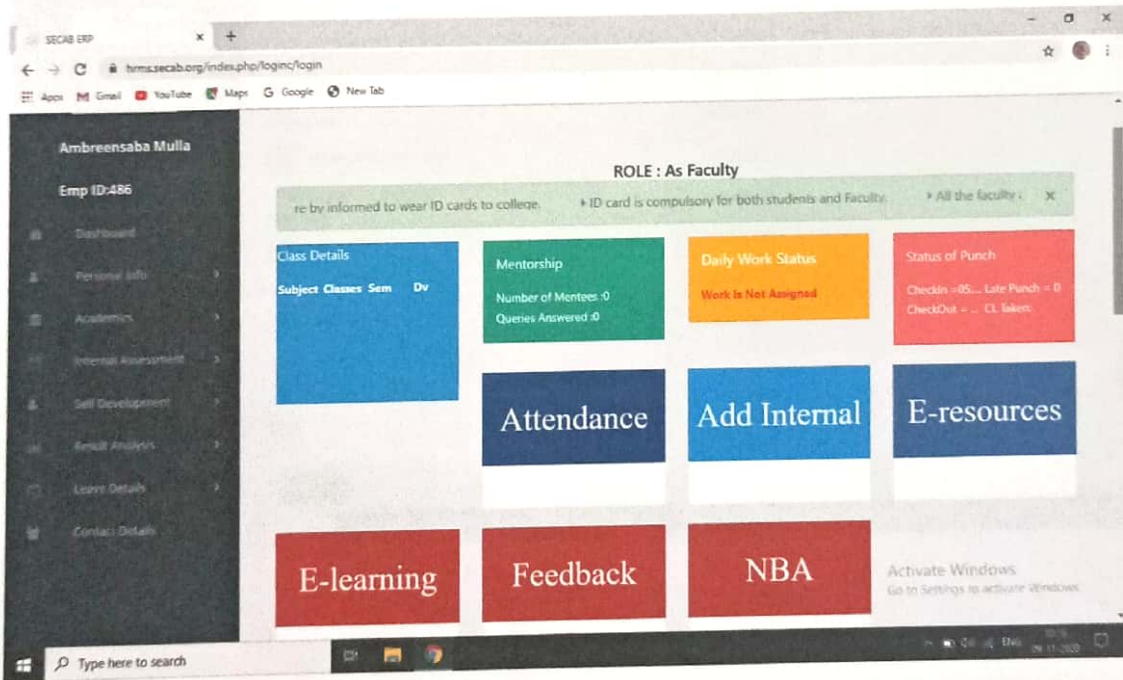 SECAB ERP
hrms.secab.org/index.php/loginc/login
Apps Gmail YouTube Maps Google New Tab
Ambreensaba Mulla
Emp ID:486
Dashboard
Personal Info
Academics
Internal Assessment
Self Development
Result Analysis
Leave Details
Contact Details
ROLE : As Faculty
re by informed to wear ID cards to college. ID card is compulsory for both students and Faculty. All the faculty
Class Details
Subject Classes Sem Dv
Mentorship
Number of Mentees :0
Queries Answered :0
Daily Work Status
Work Is Not Assigned
Status of Punch
CheckIn =05:... Late Punch = 0
CheckOut = ... CL Taken:
Attendance
Add Internal
E-resources
E-learning
Feedback
NBA
Activate Windows
Go to Settings to activate Windows.
Type here to search
ENG